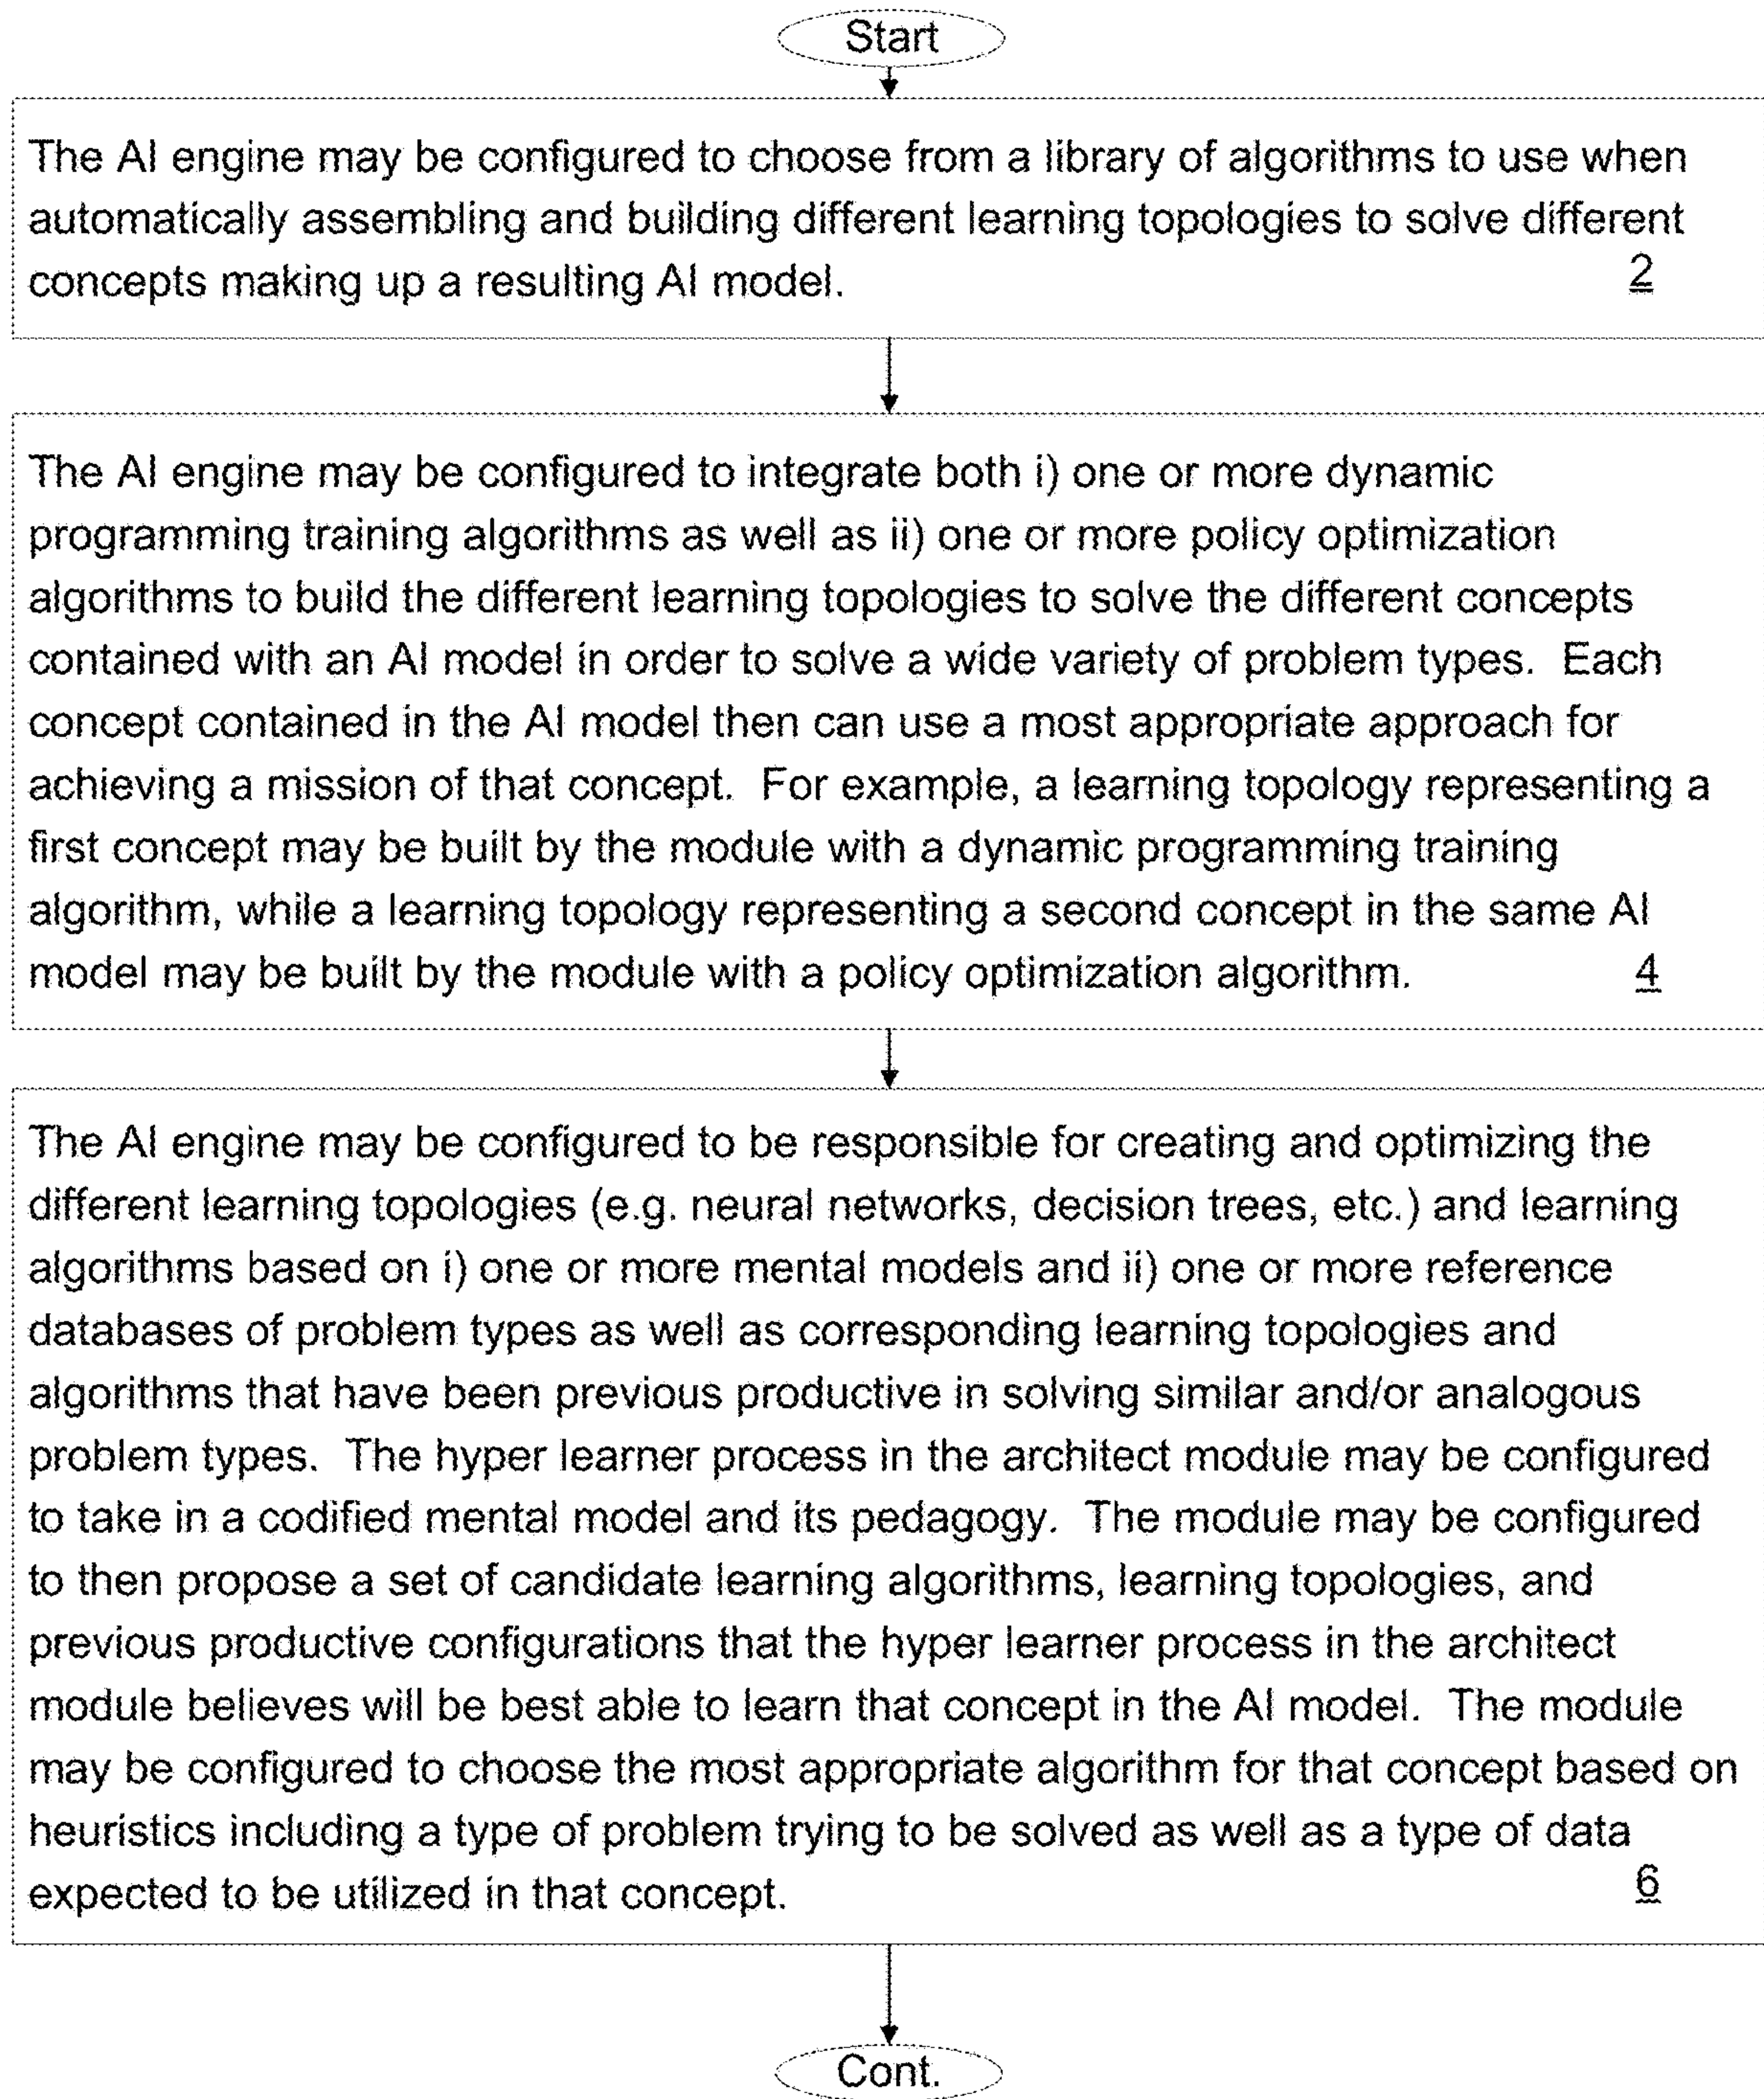 Start
The AI engine may be configured to choose from a library of algorithms to use when
automatically assembling and building different learning topologies to solve different
concepts making up a resulting AI model.
2
The AI engine may be configured to integrate both i) one or more dynamic
programming training algorithms as well as ii) one or more policy optimization
algorithms to build the different learning topologies to solve the different concepts
contained with an AI model in order to solve a wide variety of problem types. Each
concept contained in the AI model then can use a most appropriate approach for
achieving a mission of that concept. For example, a learning topology representing a
first concept may be built by the module with a dynamic programming training
algorithm, while a learning topology representing a second concept in the same AI
model may be built by the module with a policy optimization algorithm.
4
The AI engine may be configured to be responsible for creating and optimizing the
different learning topologies (e.g. neural networks, decision trees, etc.) and learning
algorithms based on i) one or more mental models and ii) one or more reference
databases of problem types as well as corresponding learning topologies and
algorithms that have been previous productive in solving similar and/or analogous
problem types. The hyper learner process in the architect module may be configured
to take in a codified mental model and its pedagogy. The module may be configured
to then propose a set of candidate learning algorithms, learning topologies, and
previous productive configurations that the hyper learner process in the architect
module believes will be best able to learn that concept in the AI model. The module
may be configured to choose the most appropriate algorithm for that concept based on
heuristics including a type of problem trying to be solved as well as a type of data
expected to be utilized in that concept.
6
Cont.